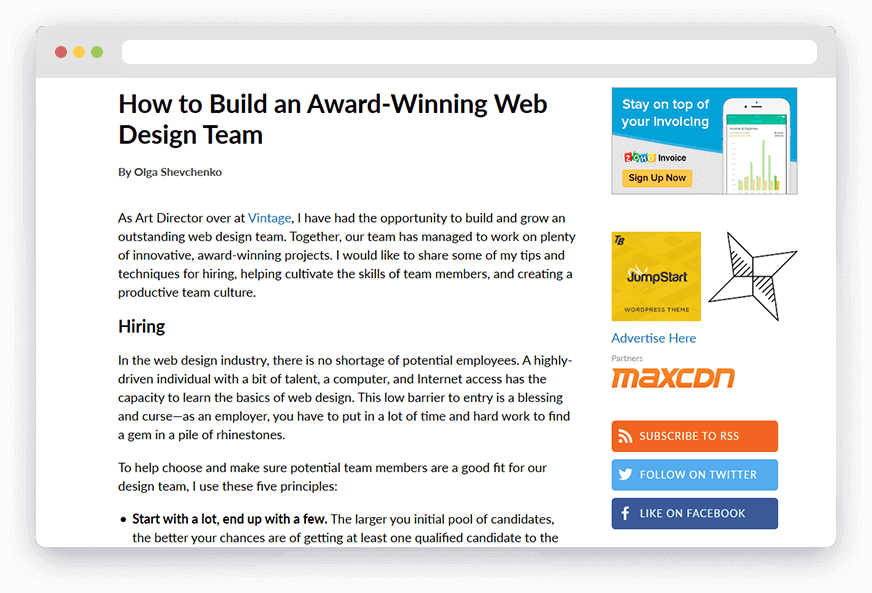 How to Build an Award-Winning Web
Design Team
By Olga Shevchenko
As Art Director over at Vintage, I have had the opportunity to build and grow an
outstanding web design team. Together, our team has managed to work on plenty
of innovative, award-winning projects. I would like to share some of my tips and
techniques for hiring, helping cultivate the skills of team members, and creating a
productive team culture.
Hiring
In the web design industry, there is no shortage of potential employees. A highly-
driven individual with a bit of talent, a computer, and Internet access has the
capacity to learn the basics of web design. This low barrier to entry is a blessing
and curse—as an employer, you have to put in a lot of time and hard work to find
a gem in a pile of rhinestones.
To help choose and make sure potential team members are a good fit for our
design team, I use these five principles:
• Start with a lot, end up with a few. The larger you initial pool of candidates,
the better your chances are of getting at least one qualified candidate to the
Stay on top of
your invoicing
ZOHO Invoice
Sign Up Now
Income & Expense
TB
JumpStart
WORDPRESS THEME
Advertise Here
Partners
MAXCDN
SUBSCRIBE TO RSS
FOLLOW ON TWITTER
LIKE ON FACEBOOK